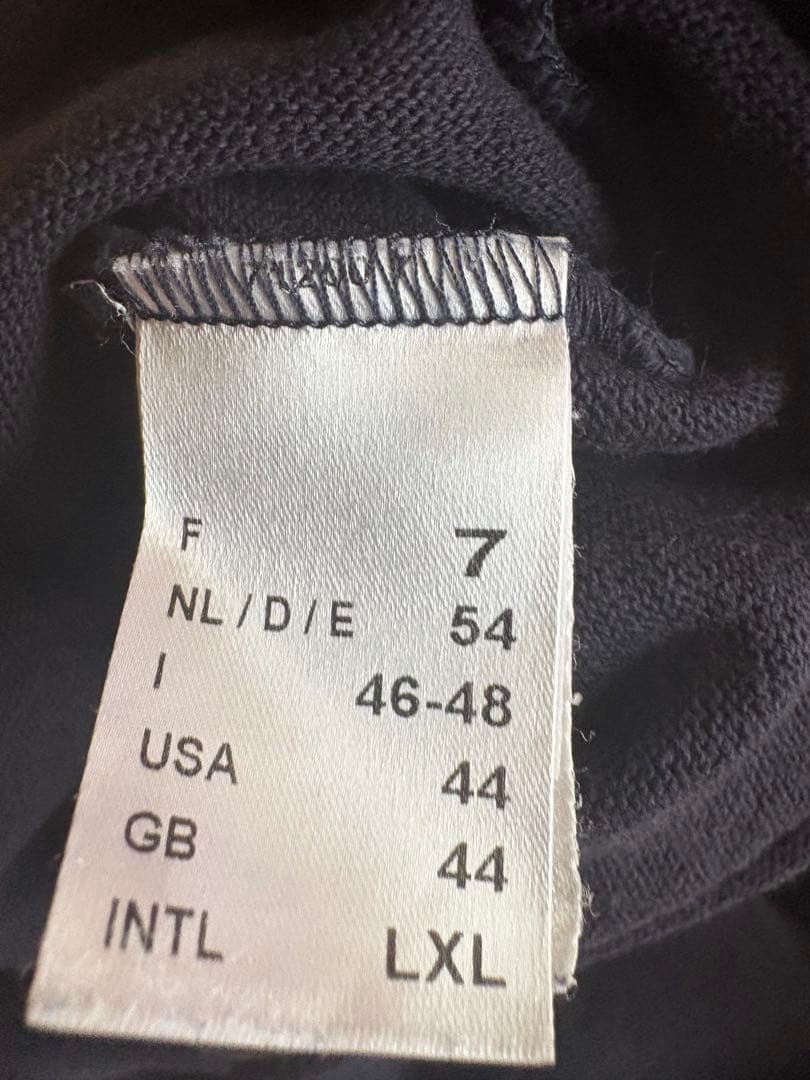 F 7
NL / D / E 54
I 46-48
USA 44
GB 44
INTL LXL